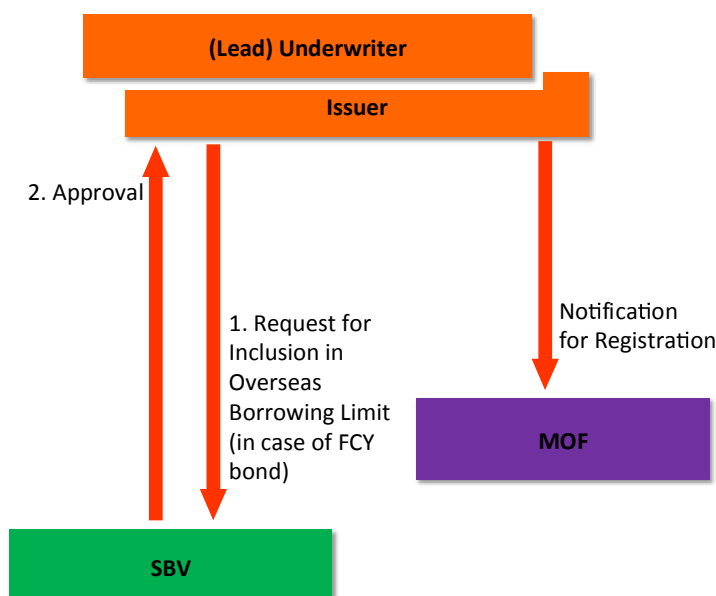 (Lead) Underwriter
Issuer
2. Approval
1. Request for
Inclusion in
Overseas
Borrowing Limit
(in case of FCY
bond)
Notification
for Registration
MOF
SBV